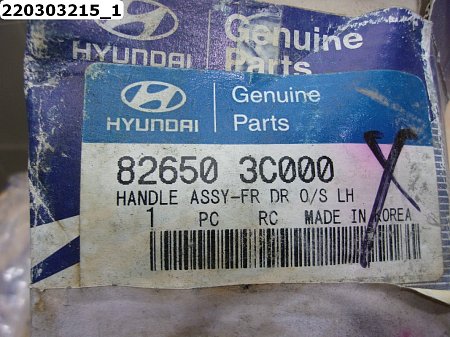 220303215_1
HYUNDAI
Genuine
Parts
HYUNDAI
Genuine
Parts
82650 3C000
HANDLE ASSY-FR DR O/S LH
1 PC RC MADE IN KOREA
X